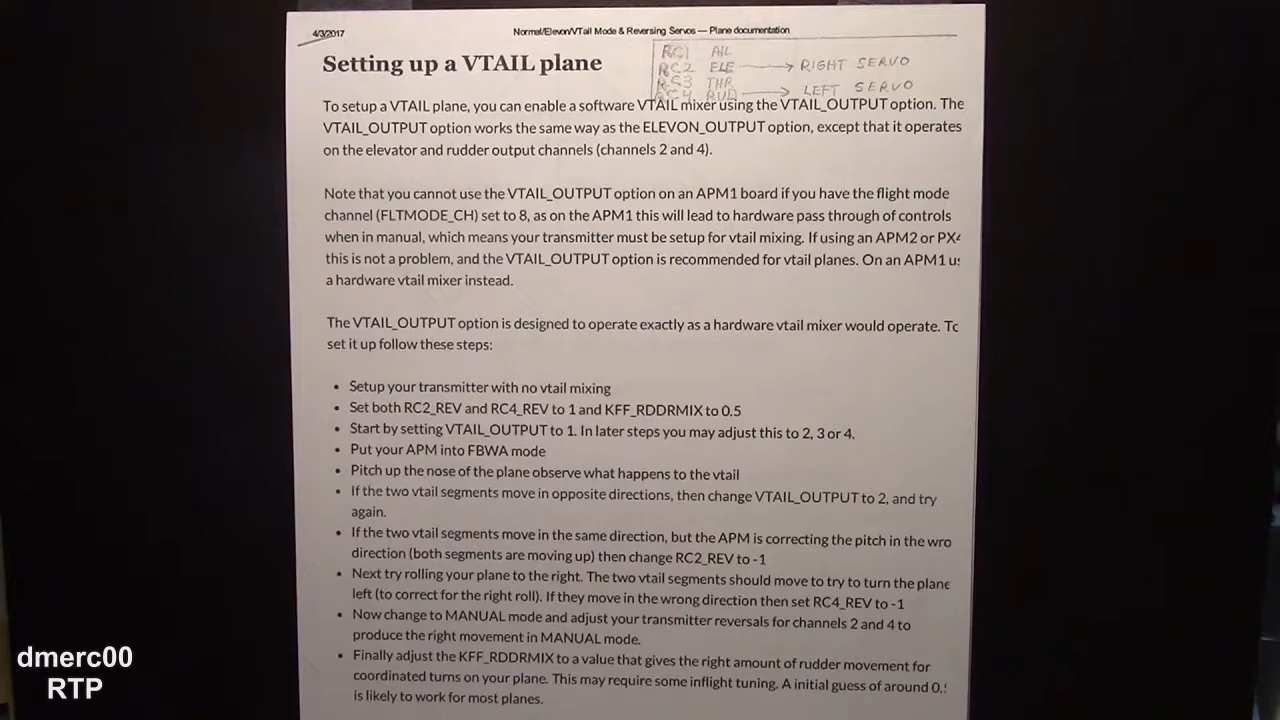 4/3/2017
Normal/Elevon/VTail Mode & Reversing Servos — Plane documentation
Setting up a VTAIL plane
RC1 AIL
RC2 ELE → RIGHT SERVO
RC3 THR
RC4 RUD → LEFT SERVO
To setup a VTAIL plane, you can enable a software VTAIL mixer using the VTAIL_OUTPUT option. The
VTAIL_OUTPUT option works the same way as the ELEVON_OUTPUT option, except that it operates
on the elevator and rudder output channels (channels 2 and 4).
Note that you cannot use the VTAIL_OUTPUT option on an APM1 board if you have the flight mode
channel (FLTMODE_CH) set to 8, as on the APM1 this will lead to hardware pass through of controls
when in manual, which means your transmitter must be setup for vtail mixing. If using an APM2 or
this is not a problem, and the VTAIL_OUTPUT option is recommended for vtail planes. On an APM1
a hardware vtail mixer instead.
The VTAIL_OUTPUT option is designed to operate exactly as a hardware vtail mixer would operate.
set it up follow these steps:
• Setup your transmitter with no vtail mixing
• Set both RC2_REV and RC4_REV to 1 and KFF_RDDRMIX to 0.5
• Start by setting VTAIL_OUTPUT to 1. In later steps you may adjust this to 2, 3 or 4.
• Put your APM into FBWA mode
• Pitch up the nose of the plane observe what happens to the vtail
• If the two vtail segments move in opposite directions, then change VTAIL_OUTPUT to 2, and try
again.
• If the two vtail segments move in the same direction, but the APM is correcting the pitch in the wro
direction (both segments are moving up) then change RC2_REV to -1
• Next try rolling your plane to the right. The two vtail segments should move to try to turn the plane
left (to correct for the right roll). If they move in the wrong direction then set RC4_REV to -1
• Now change to MANUAL mode and adjust your transmitter reversals for channels 2 and 4 to
produce the right movement in MANUAL mode.
• Finally adjust the KFF_RDDRMIX to a value that gives the right amount of rudder movement for
coordinated turns on your plane. This may require some inflight tuning. A initial guess of around
is likely to work for most planes.
dmerc00
RTP